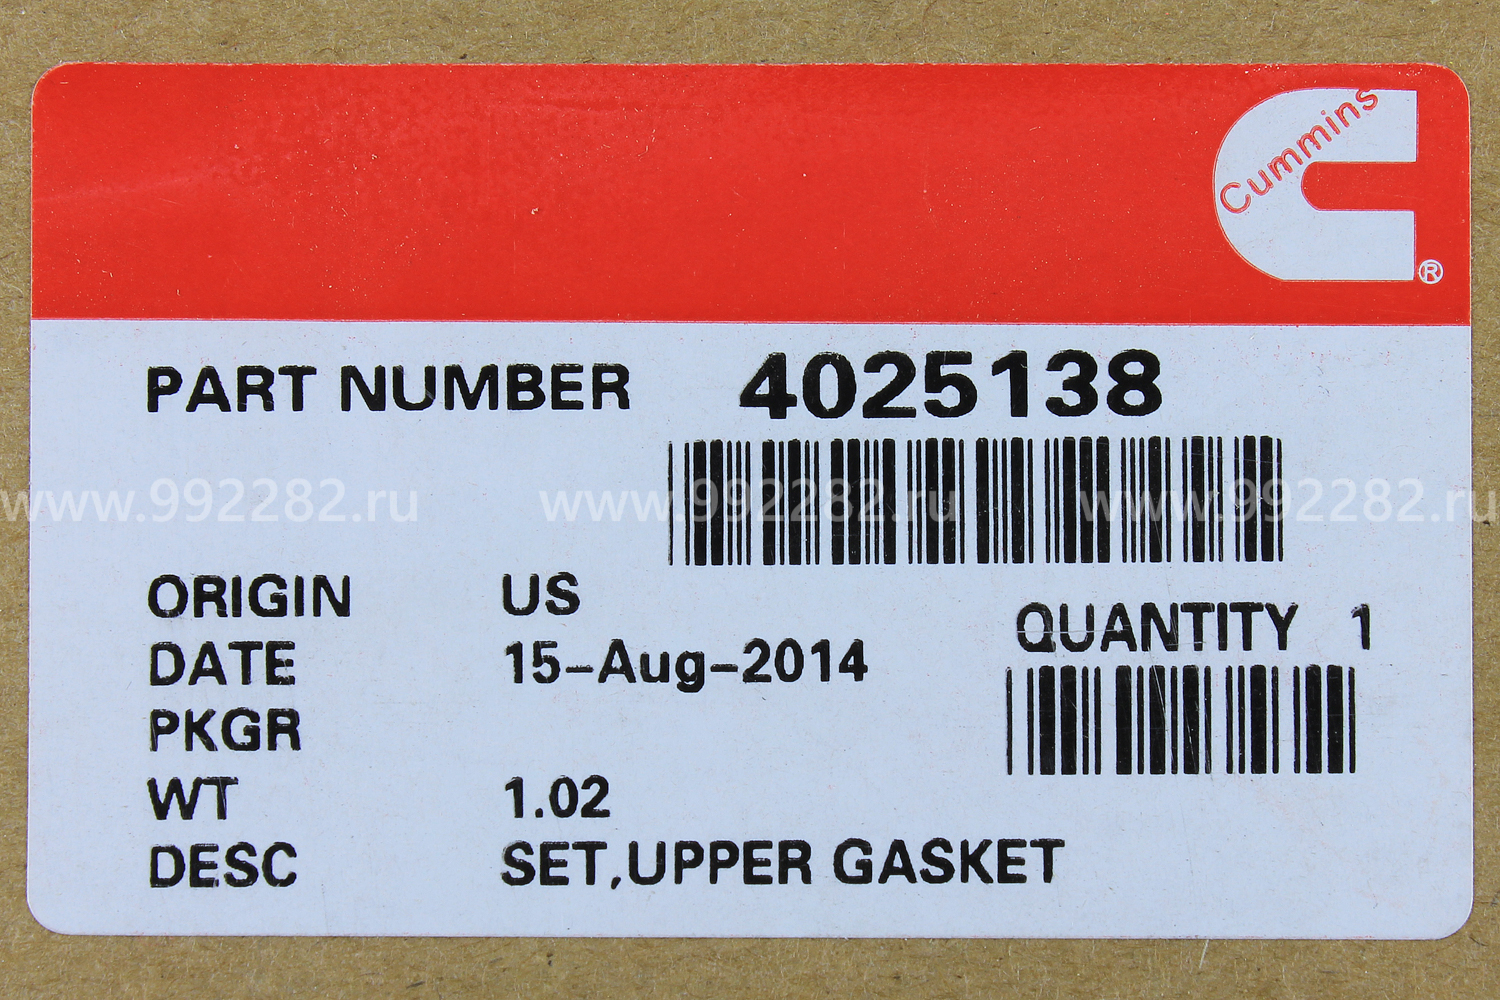 Cummins
®
PART NUMBER 4025138
www.992282.ru www.992282.ru www.992282.ru
ORIGIN US
QUANTITY 1
DATE 15-Aug-2014
PKGR
WT 1.02
DESC SET,UPPER GASKET